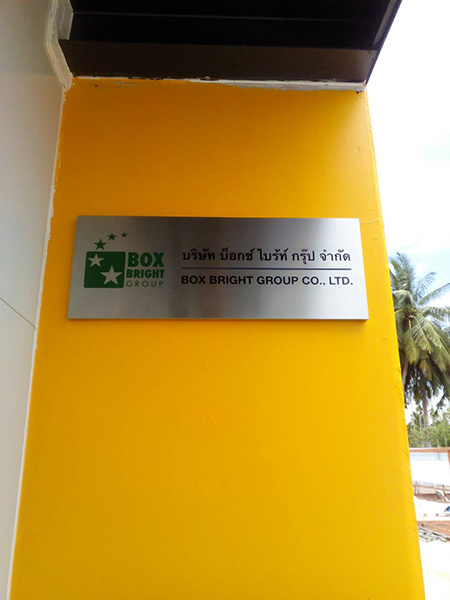 BOX
BRIGHT
GROUP
บริษัท บ็อกซ์ ไบร้ท์ กรุ๊ป จำกัด
BOX BRIGHT GROUP CO., LTD.